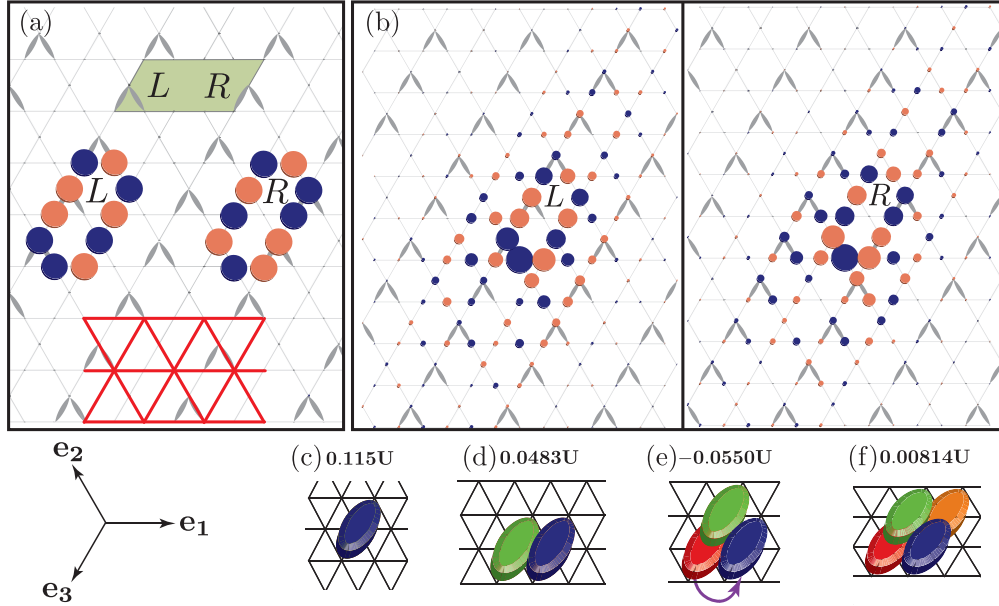 (a)
L R
L
R
(b)
L
R
e₂
e₁
e₃
(c) 0.115U
(d) 0.0483U
(e) −0.0550U
(f) 0.00814U